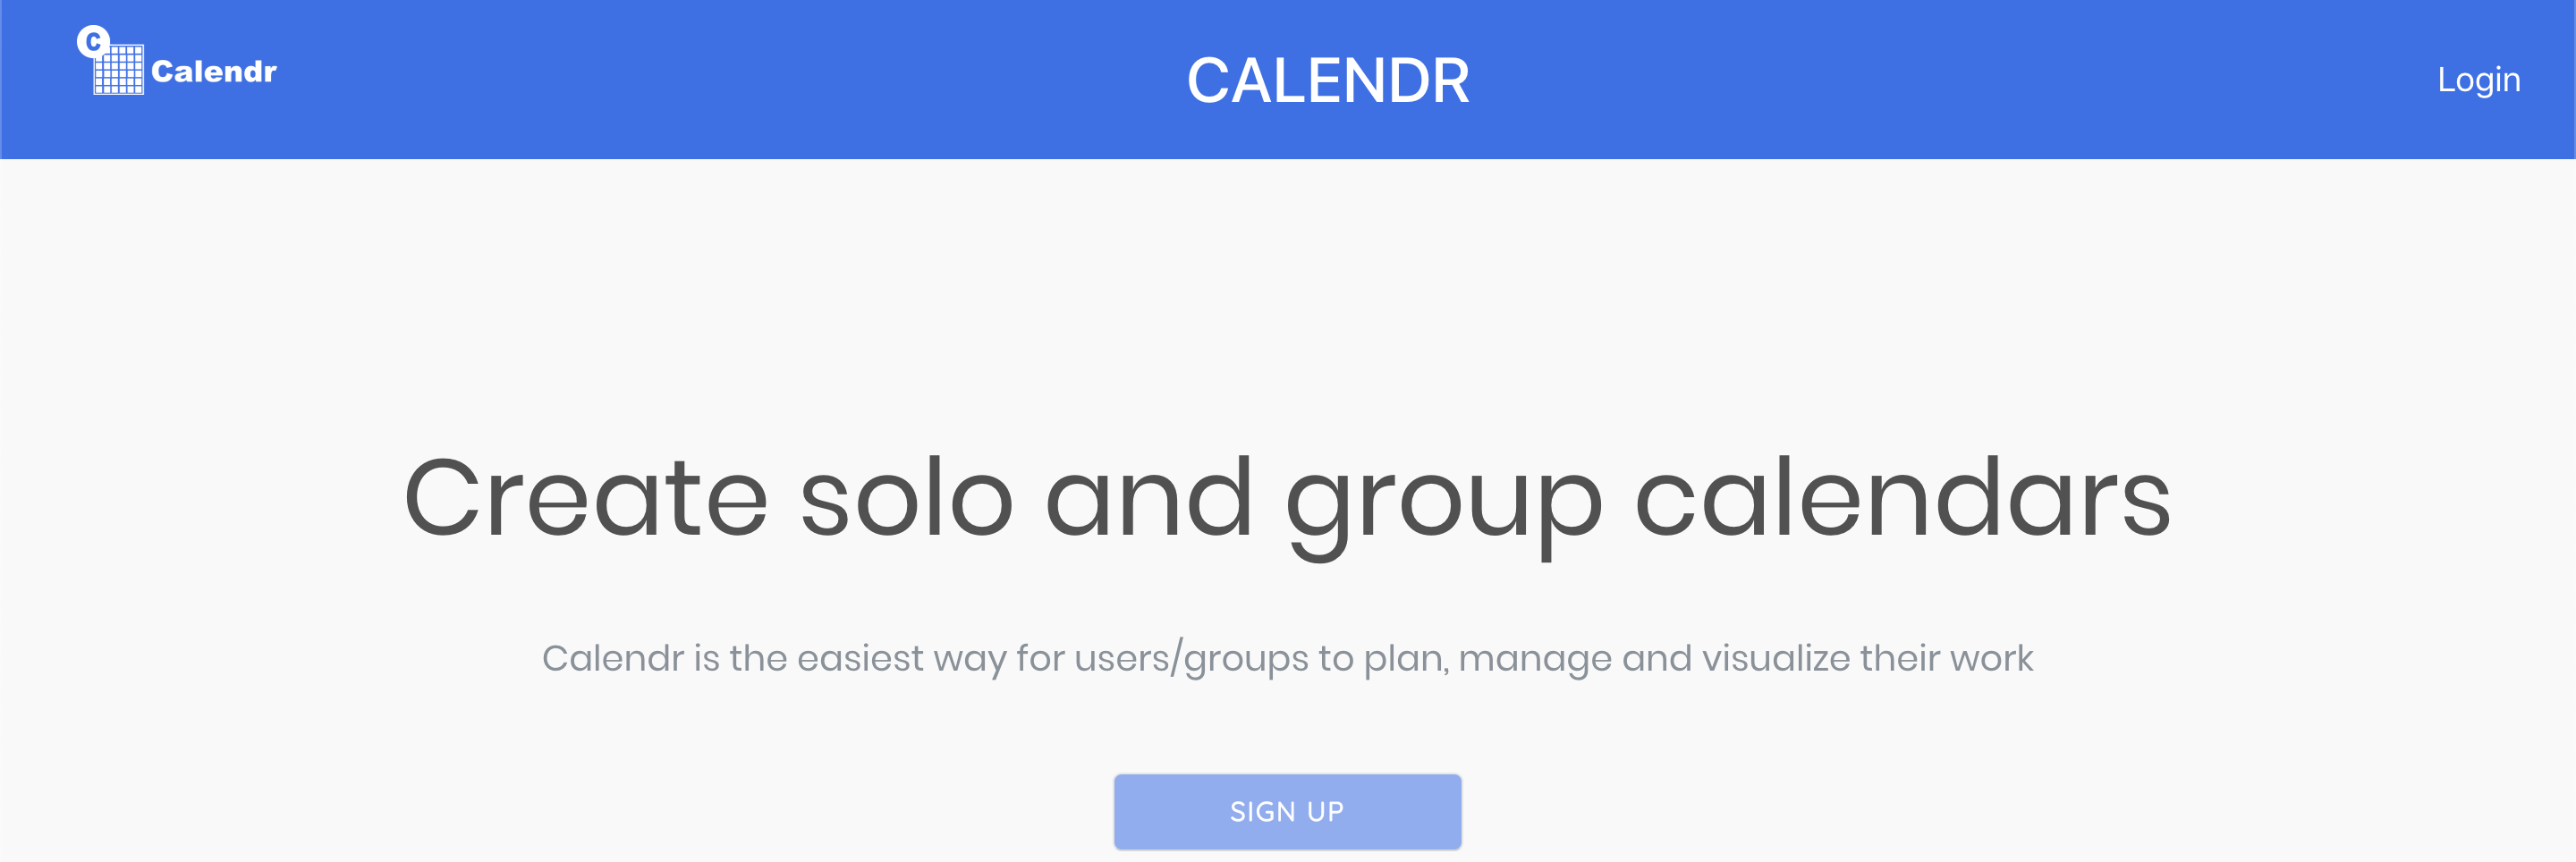 C
Calendr
CALENDR
Login
Create solo and group calendars
Calendr is the easiest way for users/groups to plan, manage and visualize their work
SIGN UP